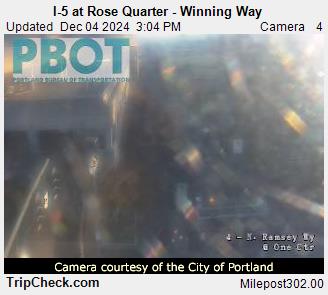 I-5 at Rose Quarter - Winning Way
Updated Dec 04 2024 3:04 PM Camera 4
PBOT
PORTLAND BUREAU OF TRANSPORTATION
4 - N. Ramsey Wy
@ One Ctr
Camera courtesy of the City of Portland
TripCheck.com Milepost302.00